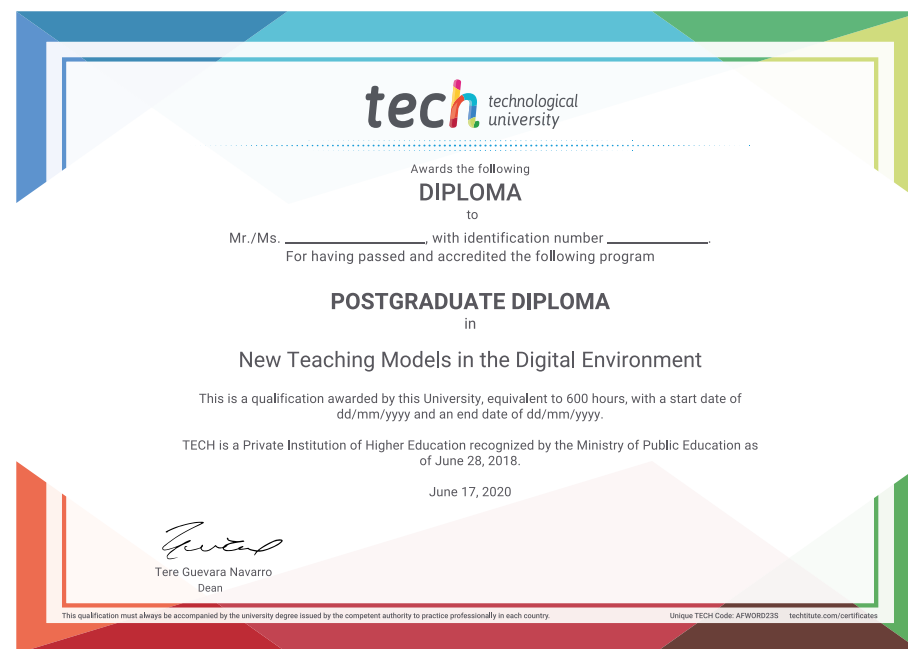 tech technological
university
Awards the following
DIPLOMA
to
Mr./Ms. ____________________, with identification number ______________.
For having passed and accredited the following program
POSTGRADUATE DIPLOMA
in
New Teaching Models in the Digital Environment
This is a qualification awarded by this University, equivalent to 600 hours, with a start date of
dd/mm/yyyy and an end date of dd/mm/yyyy.
TECH is a Private Institution of Higher Education recognized by the Ministry of Public Education as
of June 28, 2018.
June 17, 2020
Tere Guevara Navarro
Dean
This qualification must always be accompanied by the university degree issued by the competent authority to practice professionally in each country. Unique TECH Code: AFWORD23S techtitute.com/certificates